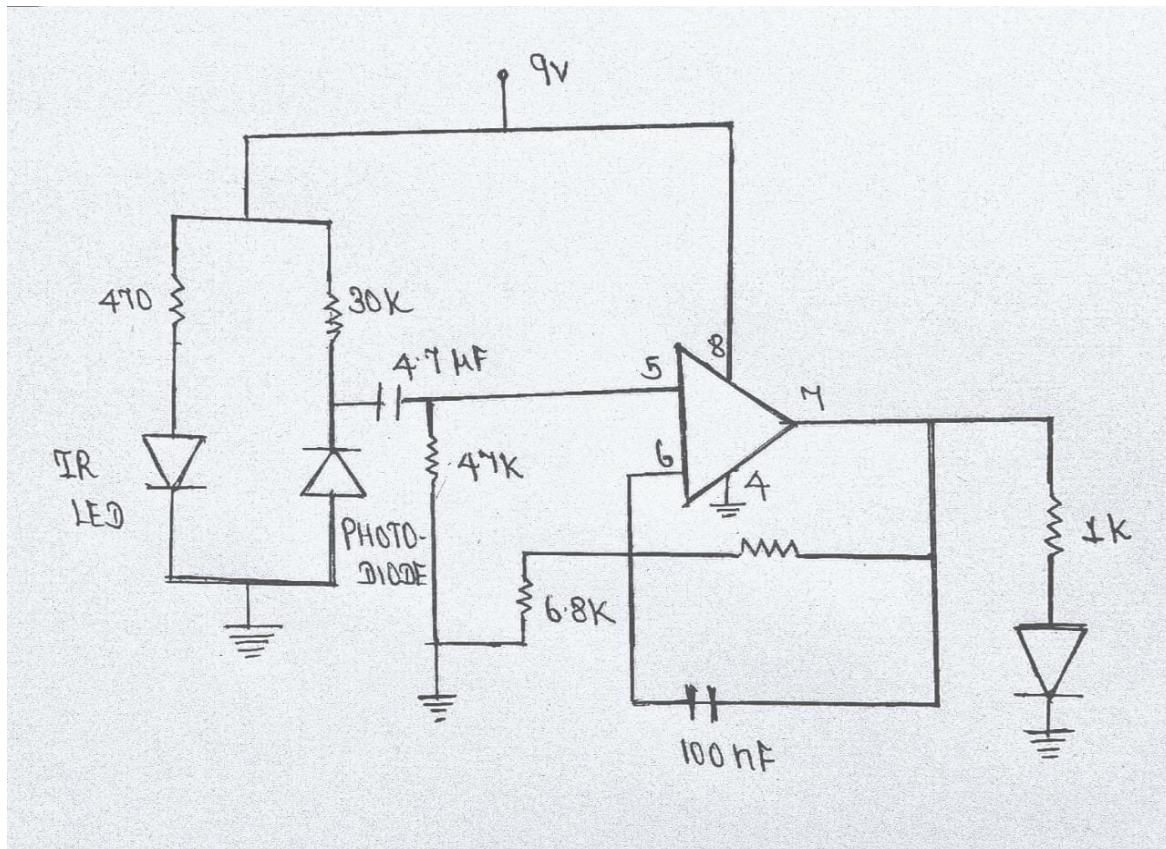 9V
470
30K
4.7 µF
5
8
7
6
4
47K
IR
LED
PHOTO-
DIODE
6.8K
1K
100 nF